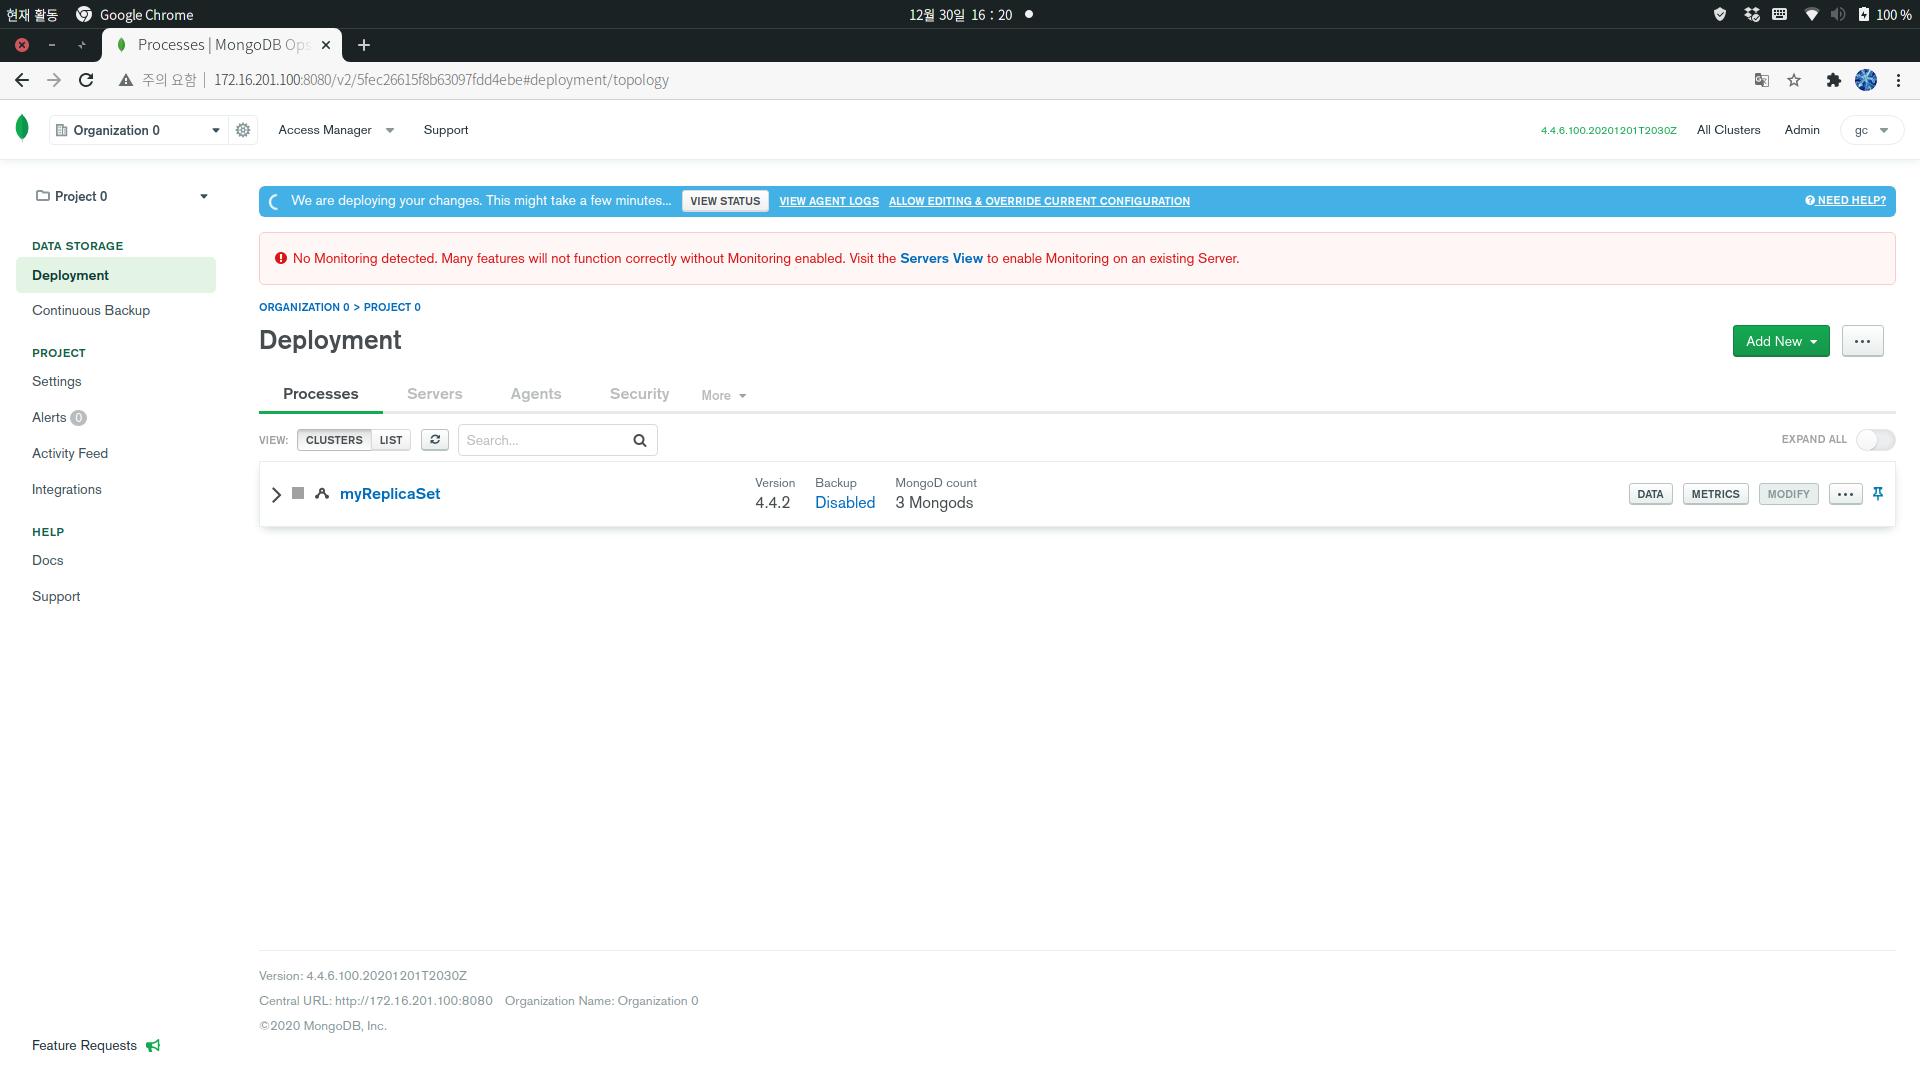 현재 활동 Google Chrome 12월 30일 16 : 20 100 %
Processes | MongoDB Ops
주의 요함 172.16.201.100:8080/v2/5fec26615f8b63097fdd4ebe#deployment/topology
Organization 0 Access Manager Support 4.4.6.100.20201201T2030Z All Clusters Admin gc
Project 0
We are deploying your changes. This might take a few minutes... VIEW STATUS VIEW AGENT LOGS ALLOW EDITING & OVERRIDE CURRENT CONFIGURATION NEED HELP?
No Monitoring detected. Many features will not function correctly without Monitoring enabled. Visit the Servers View to enable Monitoring on an existing Server.
DATA STORAGE
Deployment
Continuous Backup
PROJECT
Settings
Alerts 0
Activity Feed
Integrations
HELP
Docs
Support
ORGANIZATION 0 > PROJECT 0
Deployment
Add New
Processes Servers Agents Security More
VIEW: CLUSTERS LIST Search... EXPAND ALL
myReplicaSet
Version Backup MongoD count
4.4.2 Disabled 3 Mongods
DATA METRICS MODIFY
Version: 4.4.6.100.20201201T2030Z
Central URL: http://172.16.201.100:8080 Organization Name: Organization 0
©2020 MongoDB, Inc.
Feature Requests